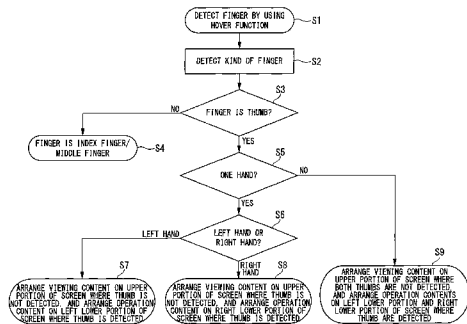 DETECT FINGER BY USING
HOVER FUNCTION
S1
DETECT KIND OF FINGER
S2
S3
FINGER IS THUMB?
NO
YES
FINGER IS INDEX FINGER/
MIDDLE FINGER
S4
S5
ONE HAND?
NO
YES
S6
LEFT HAND OR
RIGHT HAND?
LEFT HAND
RIGHT
HAND
S7
ARRANGE VIEWING CONTENT ON UPPER
PORTION OF SCREEN WHERE THUMB IS
NOT DETECTED, AND ARRANGE OPERATION
CONTENT ON LEFT LOWER PORTION OF
SCREEN WHERE THUMB IS DETECTED
S8
ARRANGE VIEWING CONTENT ON UPPER
PORTION OF SCREEN WHERE THUMB IS
NOT DETECTED, AND ARRANGE OPERATION
CONTENT ON RIGHT LOWER PORTION OF
SCREEN WHERE THUMB IS DETECTED
S9
ARRANGE VIEWING CONTENT ON
UPPER PORTION OF SCREEN WHERE
BOTH THUMBS ARE NOT DETECTED,
AND ARRANGE OPERATION CONTENTS
ON LEFT LOWER PORTION AND RIGHT
LOWER PORTION OF SCREEN WHERE
THUMB ARE DETECTED